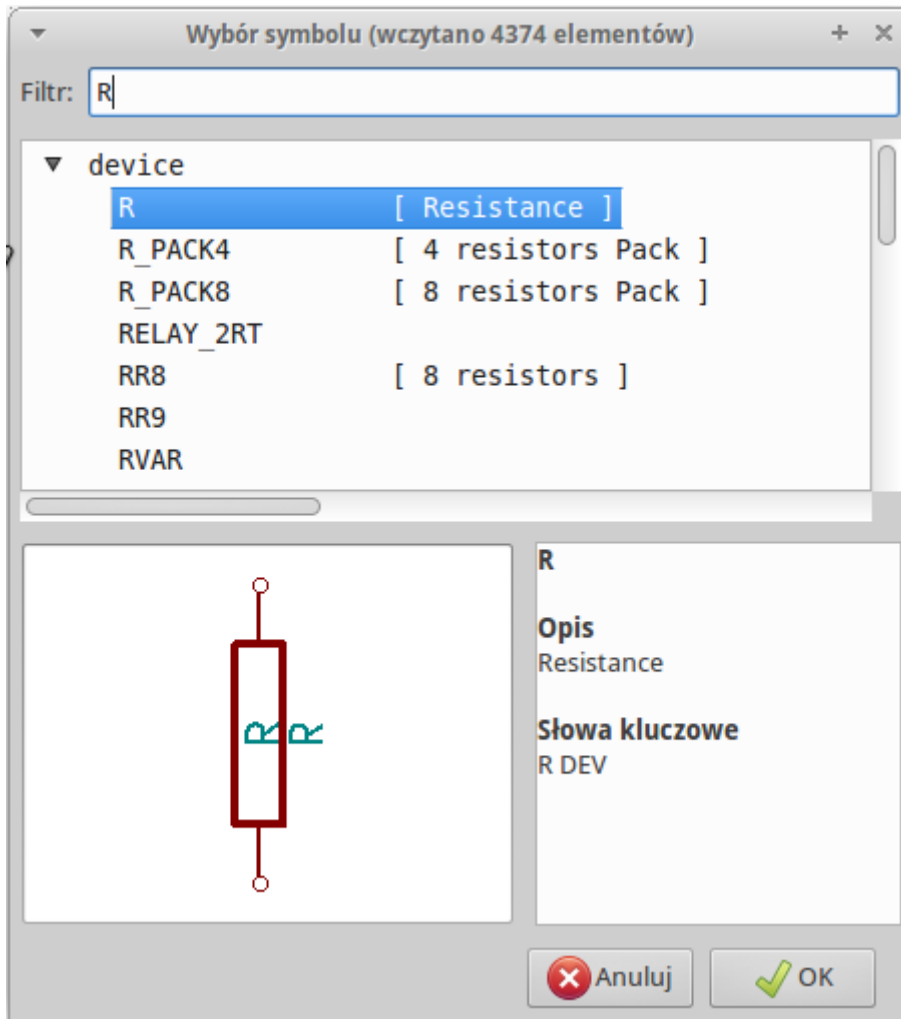 Wybór symbolu (wczytano 4374 elementów)
Filtr: R
device
R [ Resistance ]
R_PACK4 [ 4 resistors Pack ]
R_PACK8 [ 8 resistors Pack ]
RELAY_2RT
RR8 [ 8 resistors ]
RR9
RVAR
R R
R
Opis
Resistance
Słowa kluczowe
R DEV
Anuluj OK